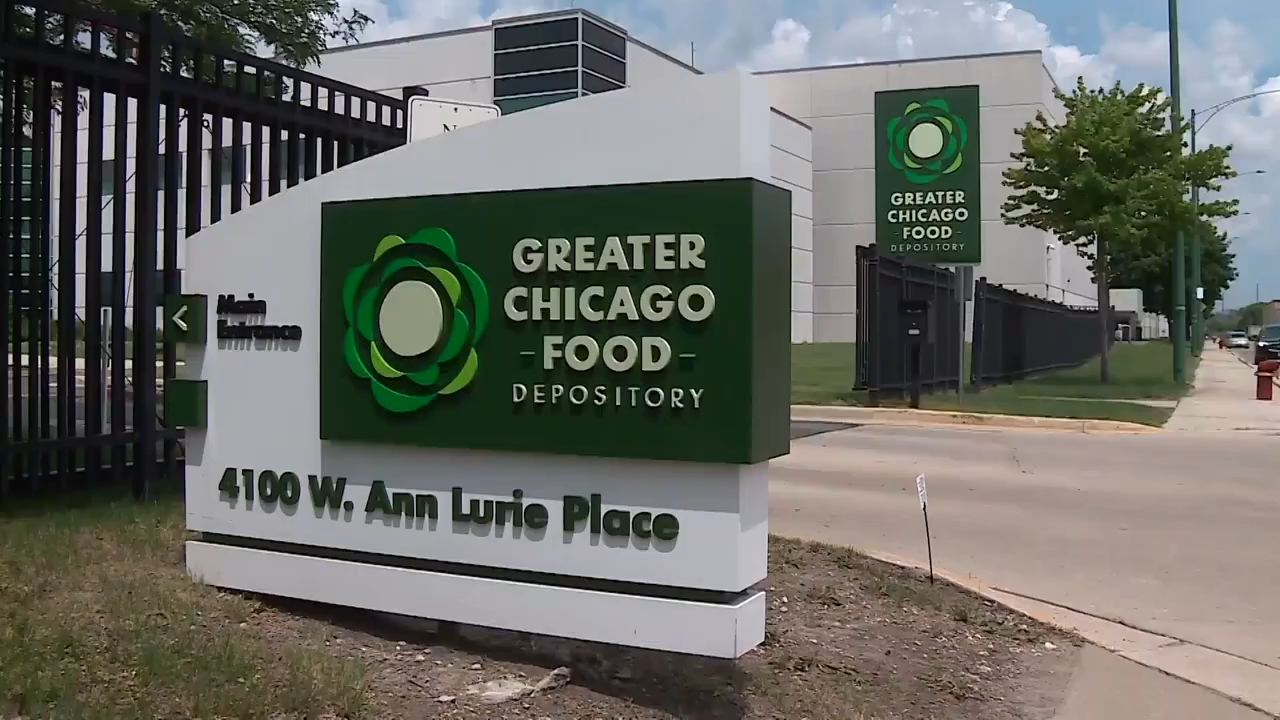 Main
Entrance
GREATER
CHICAGO
FOOD
DEPOSITORY
4100 W. Ann Lurie Place
GREATER
CHICAGO
FOOD
DEPOSITORY